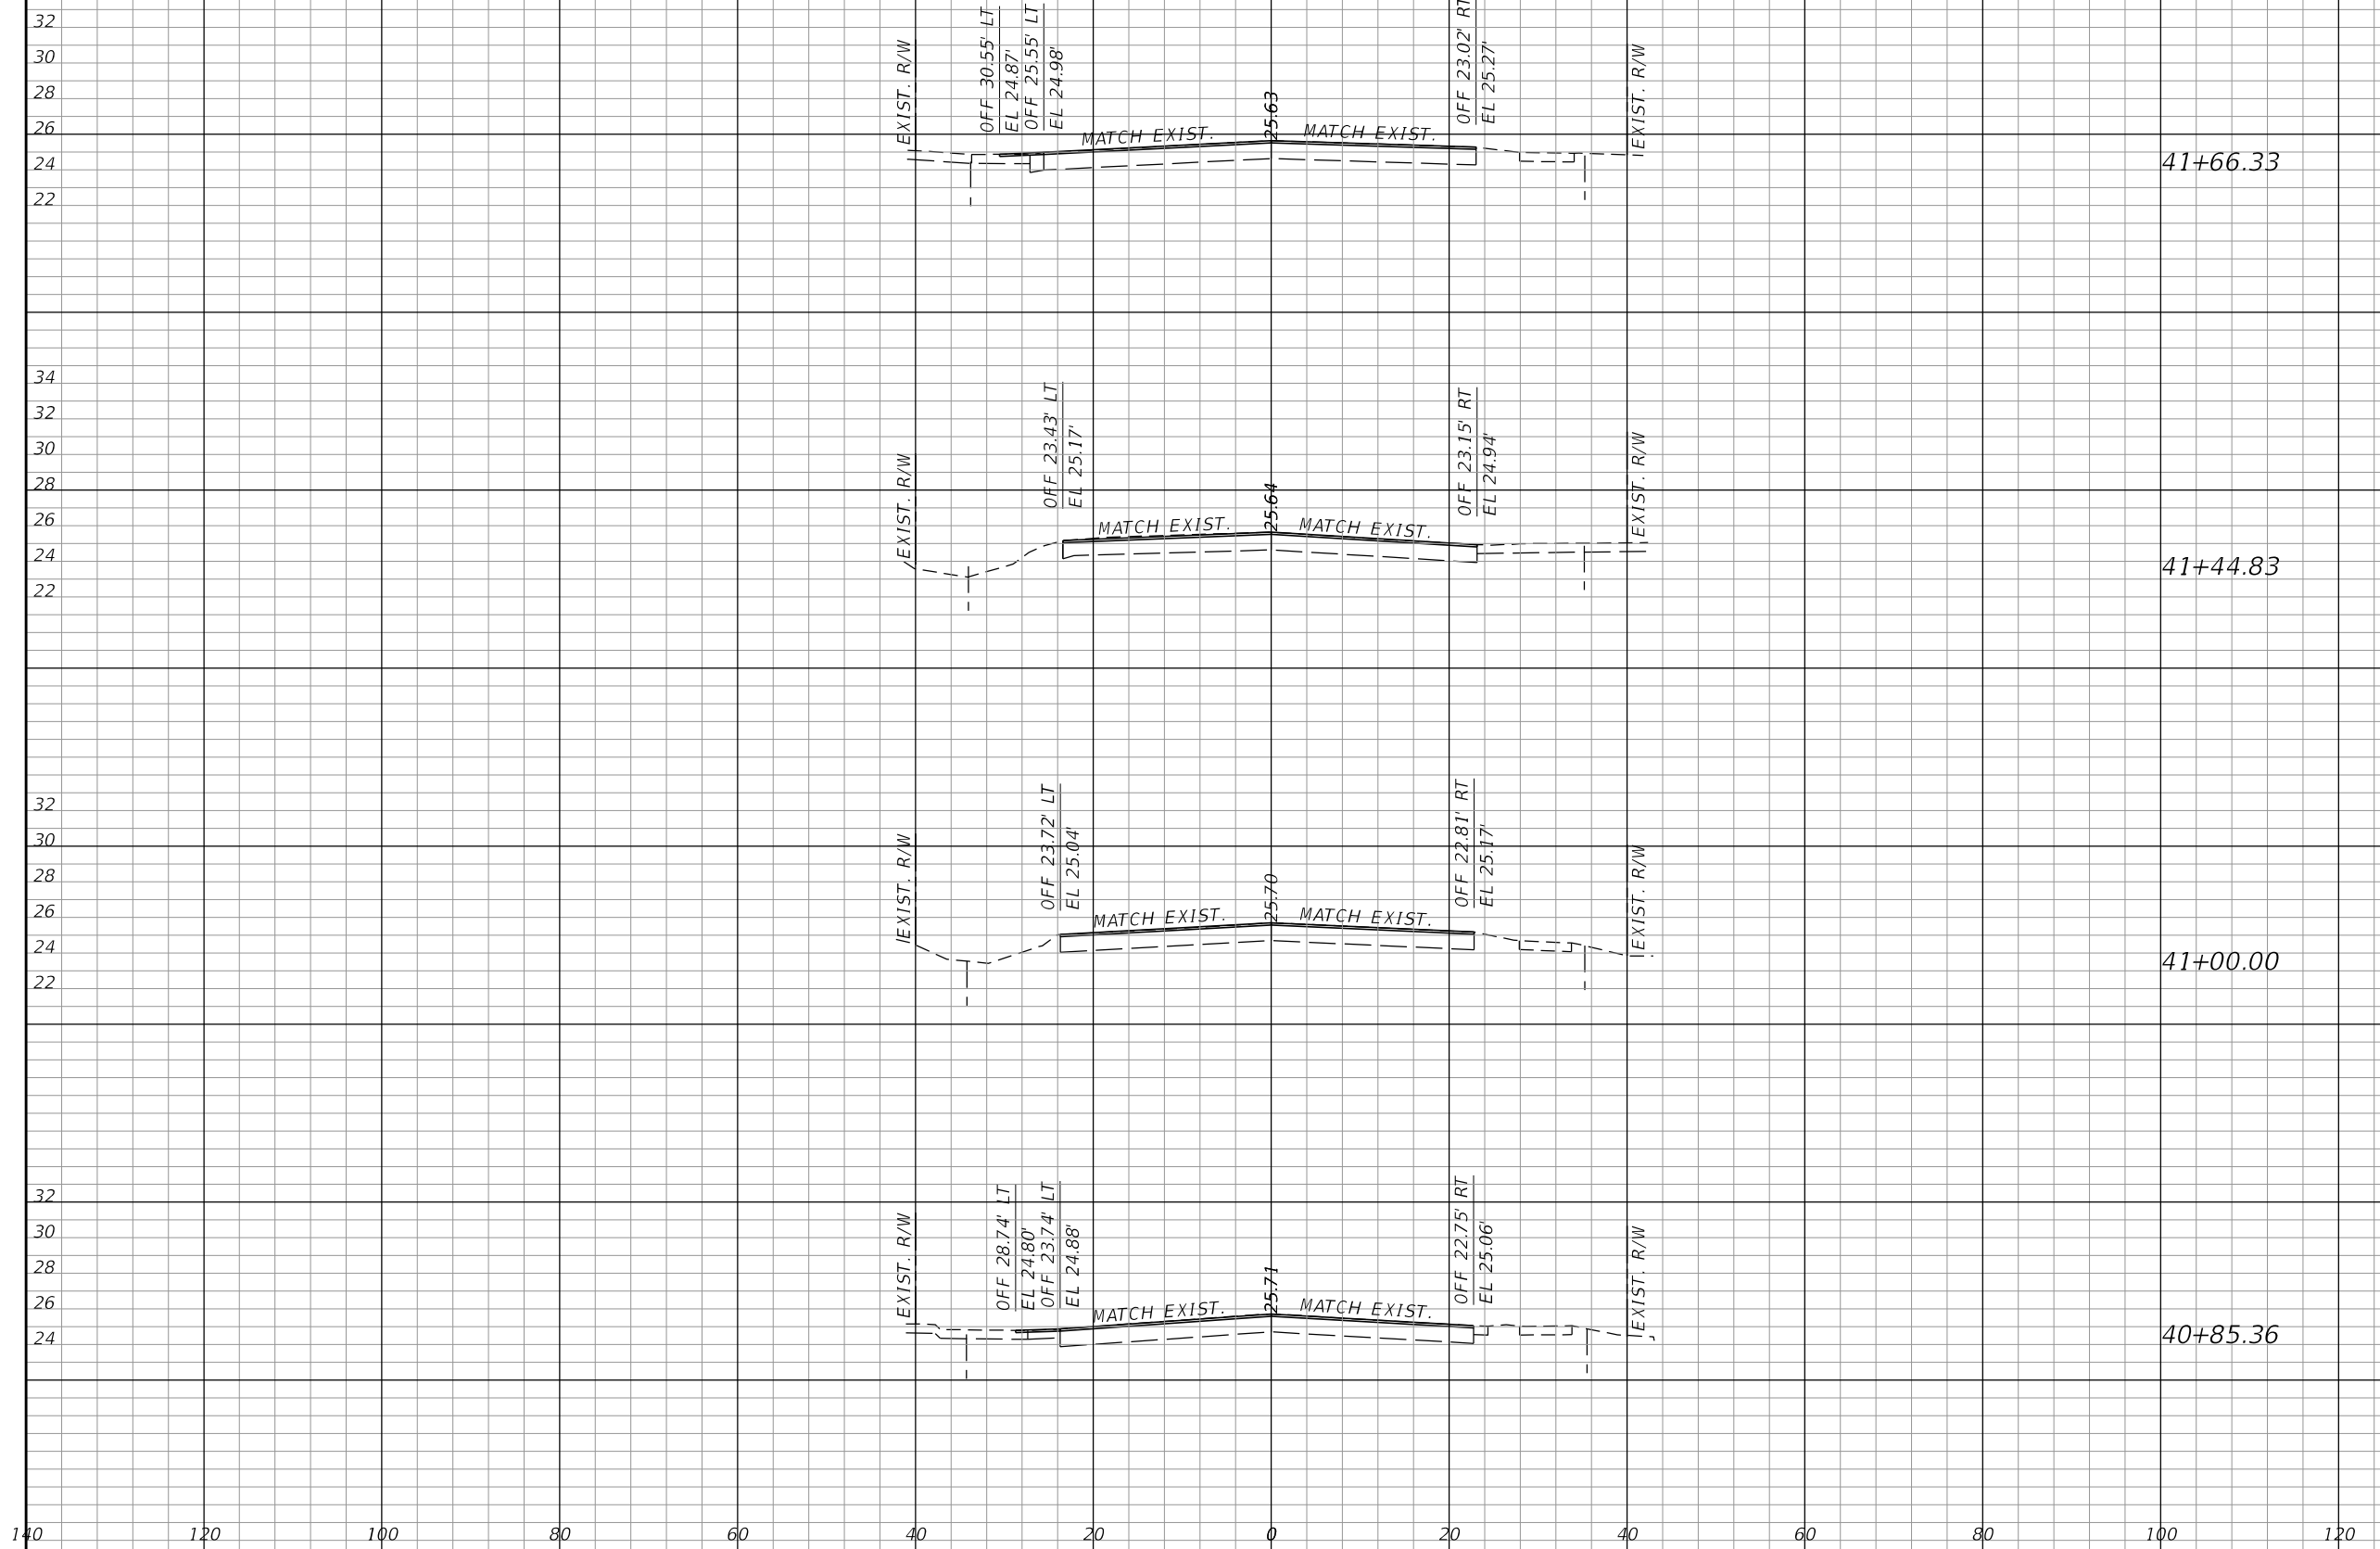 32
30
28
26
24
22
EXIST. R/W
OFF 30.55' LT
EL 24.87'
OFF 25.55' LT
EL 24.98'
MATCH EXIST.
25.63
MATCH EXIST.
OFF 23.02' RT
EL 25.27'
EXIST. R/W
41+66.33
34
32
30
28
26
24
22
EXIST. R/W
OFF 23.43' LT
EL 25.17'
MATCH EXIST.
25.64
MATCH EXIST.
OFF 23.15' RT
EL 24.94'
EXIST. R/W
41+44.83
32
30
28
26
24
22
EXIST. R/W
OFF 23.72' LT
EL 25.04'
MATCH EXIST.
25.70
MATCH EXIST.
OFF 22.81' RT
EL 25.17'
EXIST. R/W
41+00.00
32
30
28
26
24
EXIST. R/W
OFF 28.74' LT
EL 24.80'
OFF 23.74' LT
EL 24.88'
MATCH EXIST.
25.71
MATCH EXIST.
OFF 22.75' RT
EL 25.06'
EXIST. R/W
40+85.36
140 120 100 80 60 40 20 0 20 40 60 80 100 120